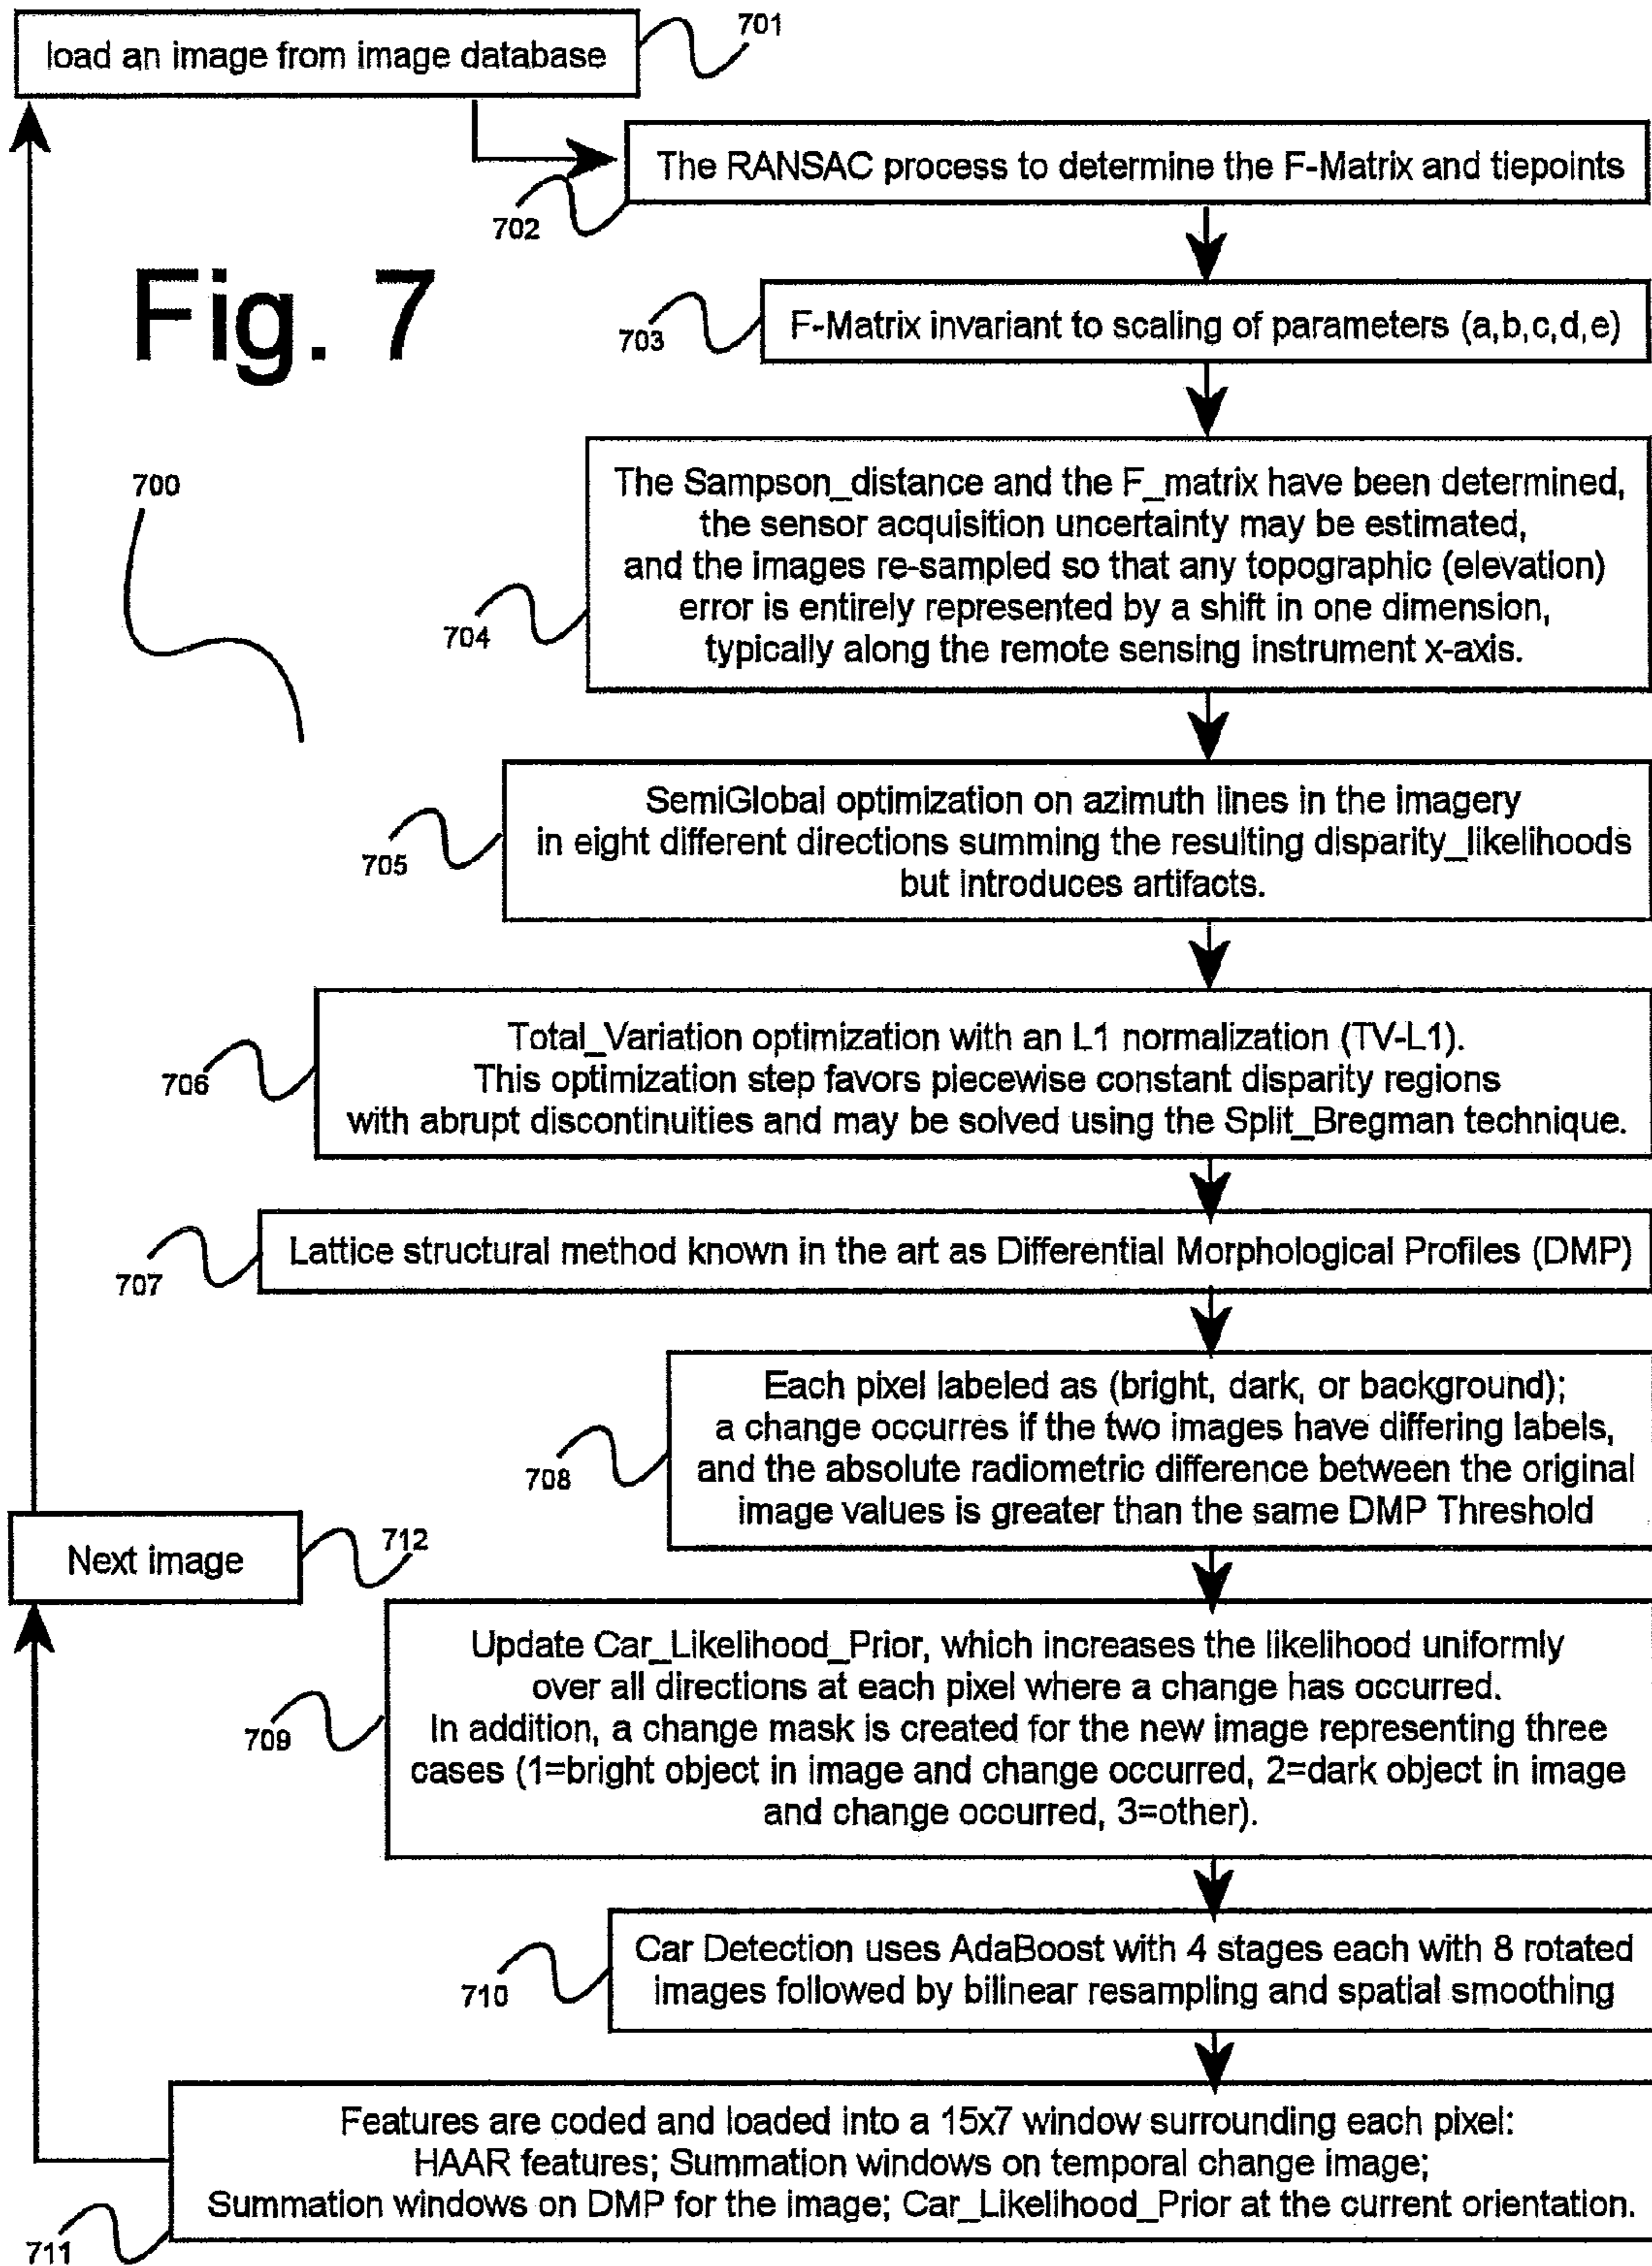 load an image from image database
701
The RANSAC process to determine the F-Matrix and tiepoints
702
Fig. 7
F-Matrix invariant to scaling of parameters (a,b,c,d,e)
703
700
The Sampson_distance and the F_matrix have been determined,
the sensor acquisition uncertainty may be estimated,
and the images re-sampled so that any topographic (elevation)
error is entirely represented by a shift in one dimension,
typically along the remote sensing instrument x-axis.
704
SemiGlobal optimization on azimuth lines in the imagery
in eight different directions summing the resulting disparity_likelihoods
but introduces artifacts.
705
Total_Variation optimization with an L1 normalization (TV-L1).
This optimization step favors piecewise constant disparity regions
with abrupt discontinuities and may be solved using the Split_Bregman technique.
706
Lattice structural method known in the art as Differential Morphological Profiles (DMP)
707
Each pixel labeled as (bright, dark, or background);
a change occurres if the two images have differing labels,
and the absolute radiometric difference between the original
image values is greater than the same DMP Threshold
708
Next image
712
Update Car_Likelihood_Prior, which increases the likelihood uniformly
over all directions at each pixel where a change has occurred.
In addition, a change mask is created for the new image representing three
cases (1=bright object in image and change occurred, 2=dark object in image
and change occurred, 3=other).
709
Car Detection uses AdaBoost with 4 stages each with 8 rotated
images followed by bilinear resampling and spatial smoothing
710
Features are coded and loaded into a 15x7 window surrounding each pixel:
HAAR features; Summation windows on temporal change image;
Summation windows on DMP for the image; Car_Likelihood_Prior at the current orientation.
711